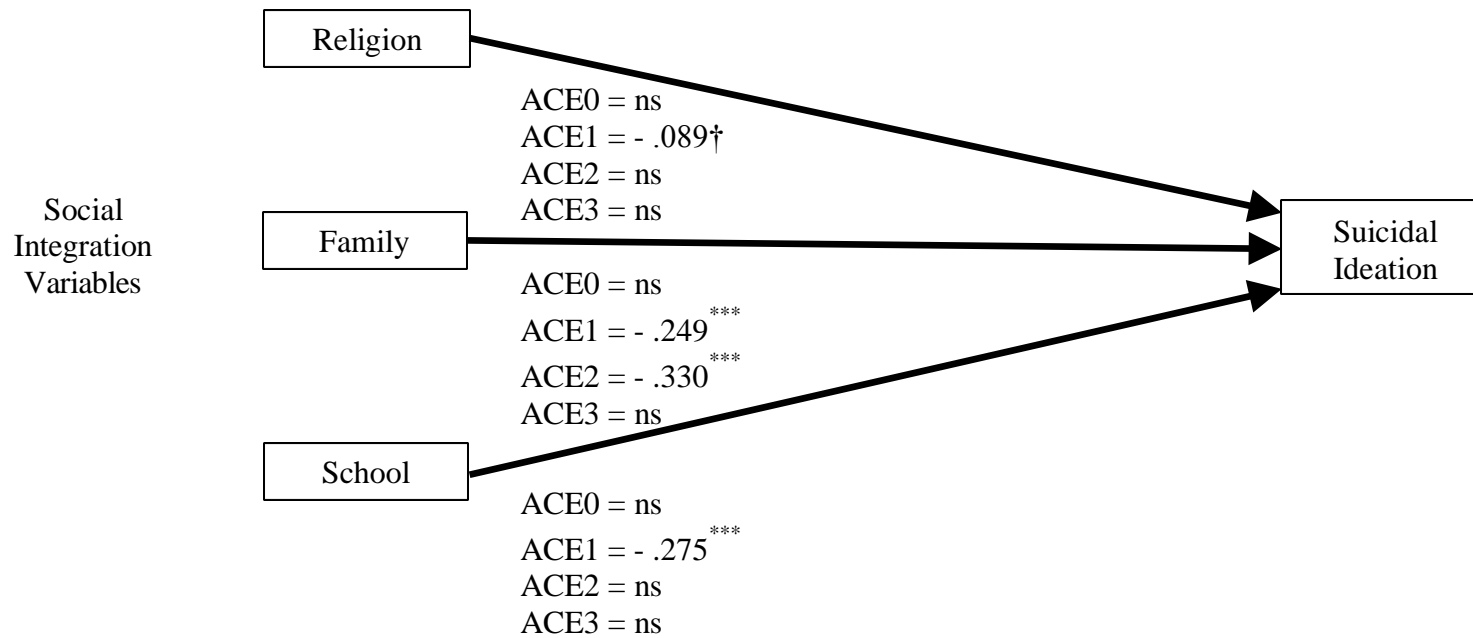 Religion
ACE0 = ns
ACE1 = - .089†
ACE2 = ns
ACE3 = ns
Social
Integration
Variables
Family
Suicidal
Ideation
ACE0 = ns
ACE1 = - .249***
ACE2 = - .330***
ACE3 = ns
School
ACE0 = ns
ACE1 = - .275***
ACE2 = ns
ACE3 = ns